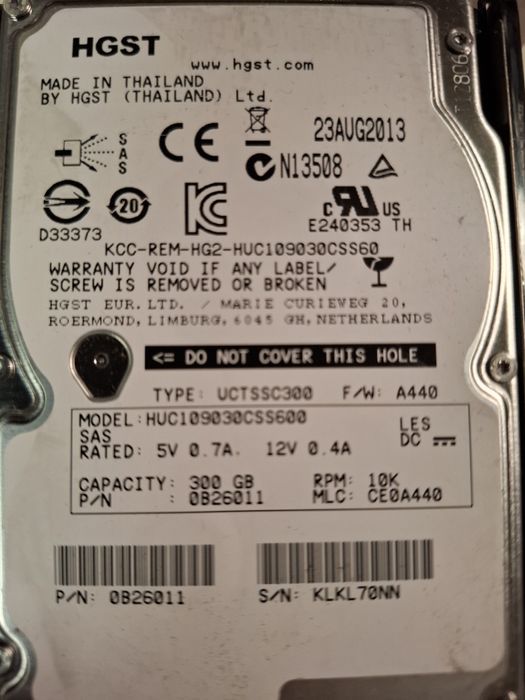 HGST
www.hgst.com
MADE IN THAILAND
BY HGST (THAILAND) Ltd.
SAS
CE
23AUG2013
N13508
20
D33373
c RU US
E240353 TH
KCC-REM-HG2-HUC109030CSS60
WARRANTY VOID IF ANY LABEL/
SCREW IS REMOVED OR BROKEN
HGST EUR.LTD. / MARIE CURIEWEG 20,
ROERMOND, LIMBURG, 6045 GH, NETHERLANDS
<= DO NOT COVER THIS HOLE
TYPE: UCTSSC300 F/W: A440
MODEL:HUC109030CSS600 LES
SAS DC
RATED: 5V 0.7A. 12V 0.4A
CAPACITY: 300 GB RPM: 10K
P/N : 0B26011 MLC: CE0A440
P/N: 0B26011 S/N: KLKL70NN